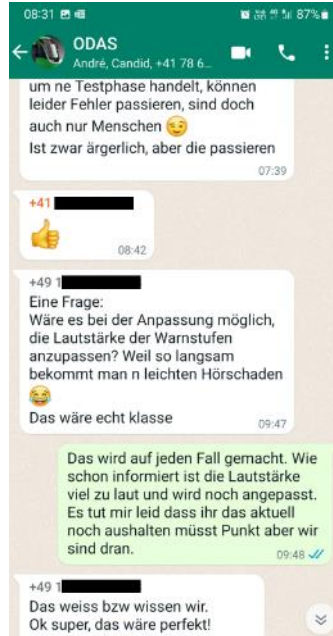 08:31
87%
ODAS
André, Candid, +41 78 6...
um ne Testphase handelt, können
leider Fehler passieren, sind doch
auch nur Menschen 😉
Ist zwar ärgerlich, aber die passieren
07:39
+41
👍
08:42
+49 1
Eine Frage:
Wäre es bei der Anpassung möglich,
die Lautstärke der Warnstufen
anzupassen? Weil so langsam
bekommt man n leichten Hörschaden
😂
Das wäre echt klasse
09:47
Das wird auf jeden Fall gemacht. Wie
schon informiert ist die Lautstärke
viel zu laut und wird noch angepasst.
Es tut mir leid dass ihr das aktuell
noch aushalten müsst Punkt aber wir
sind dran.
09:48
+49 1
Das weiss bzw wissen wir.
Ok super, das wäre perfekt!